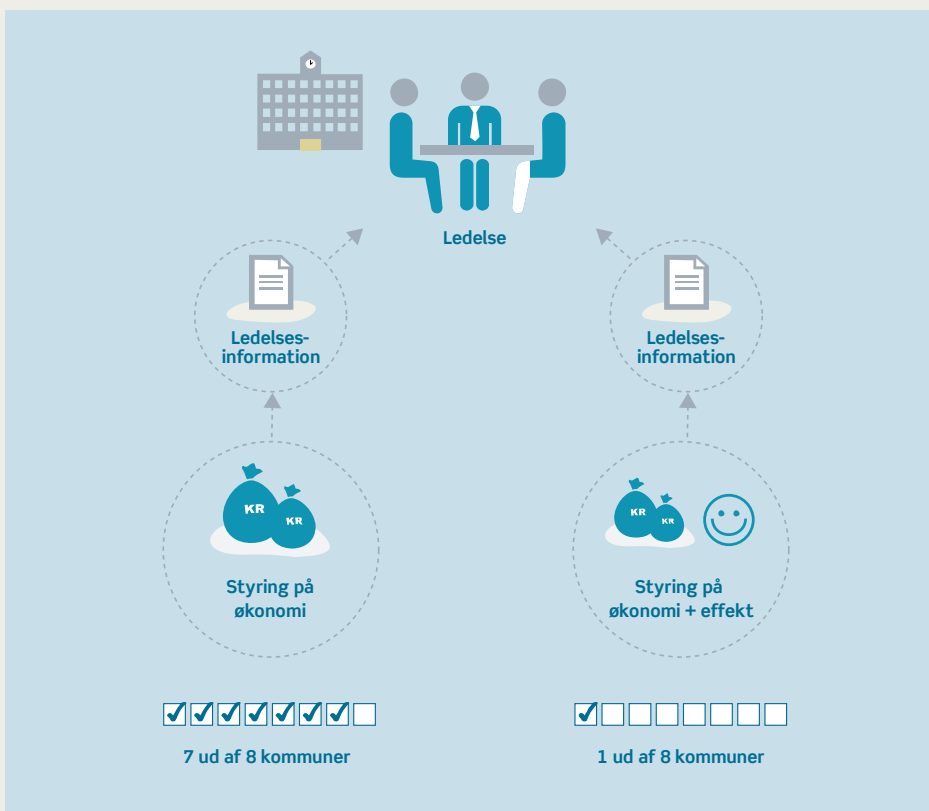 Ledelse
Ledelses-
information
KR
KR
Styring på
økonomi
7 ud af 8 kommuner
Ledelses-
information
KR
KR
Styring på
økonomi + effekt
1 ud af 8 kommuner